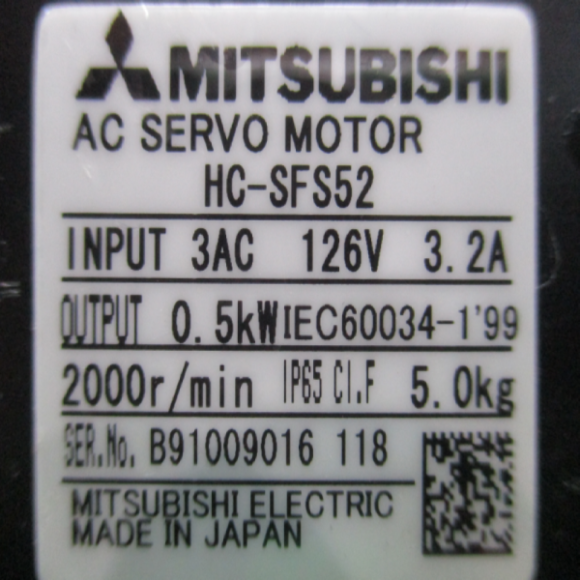 MITSUBISHI
AC SERVO MOTOR
HC-SFS52
INPUT 3AC 126V 3.2A
OUTPUT 0.5kW IEC60034-1'99
2000r/min IP65 CI.F 5.0kg
SER.No. B91009016 118
MITSUBISHI ELECTRIC
MADE IN JAPAN